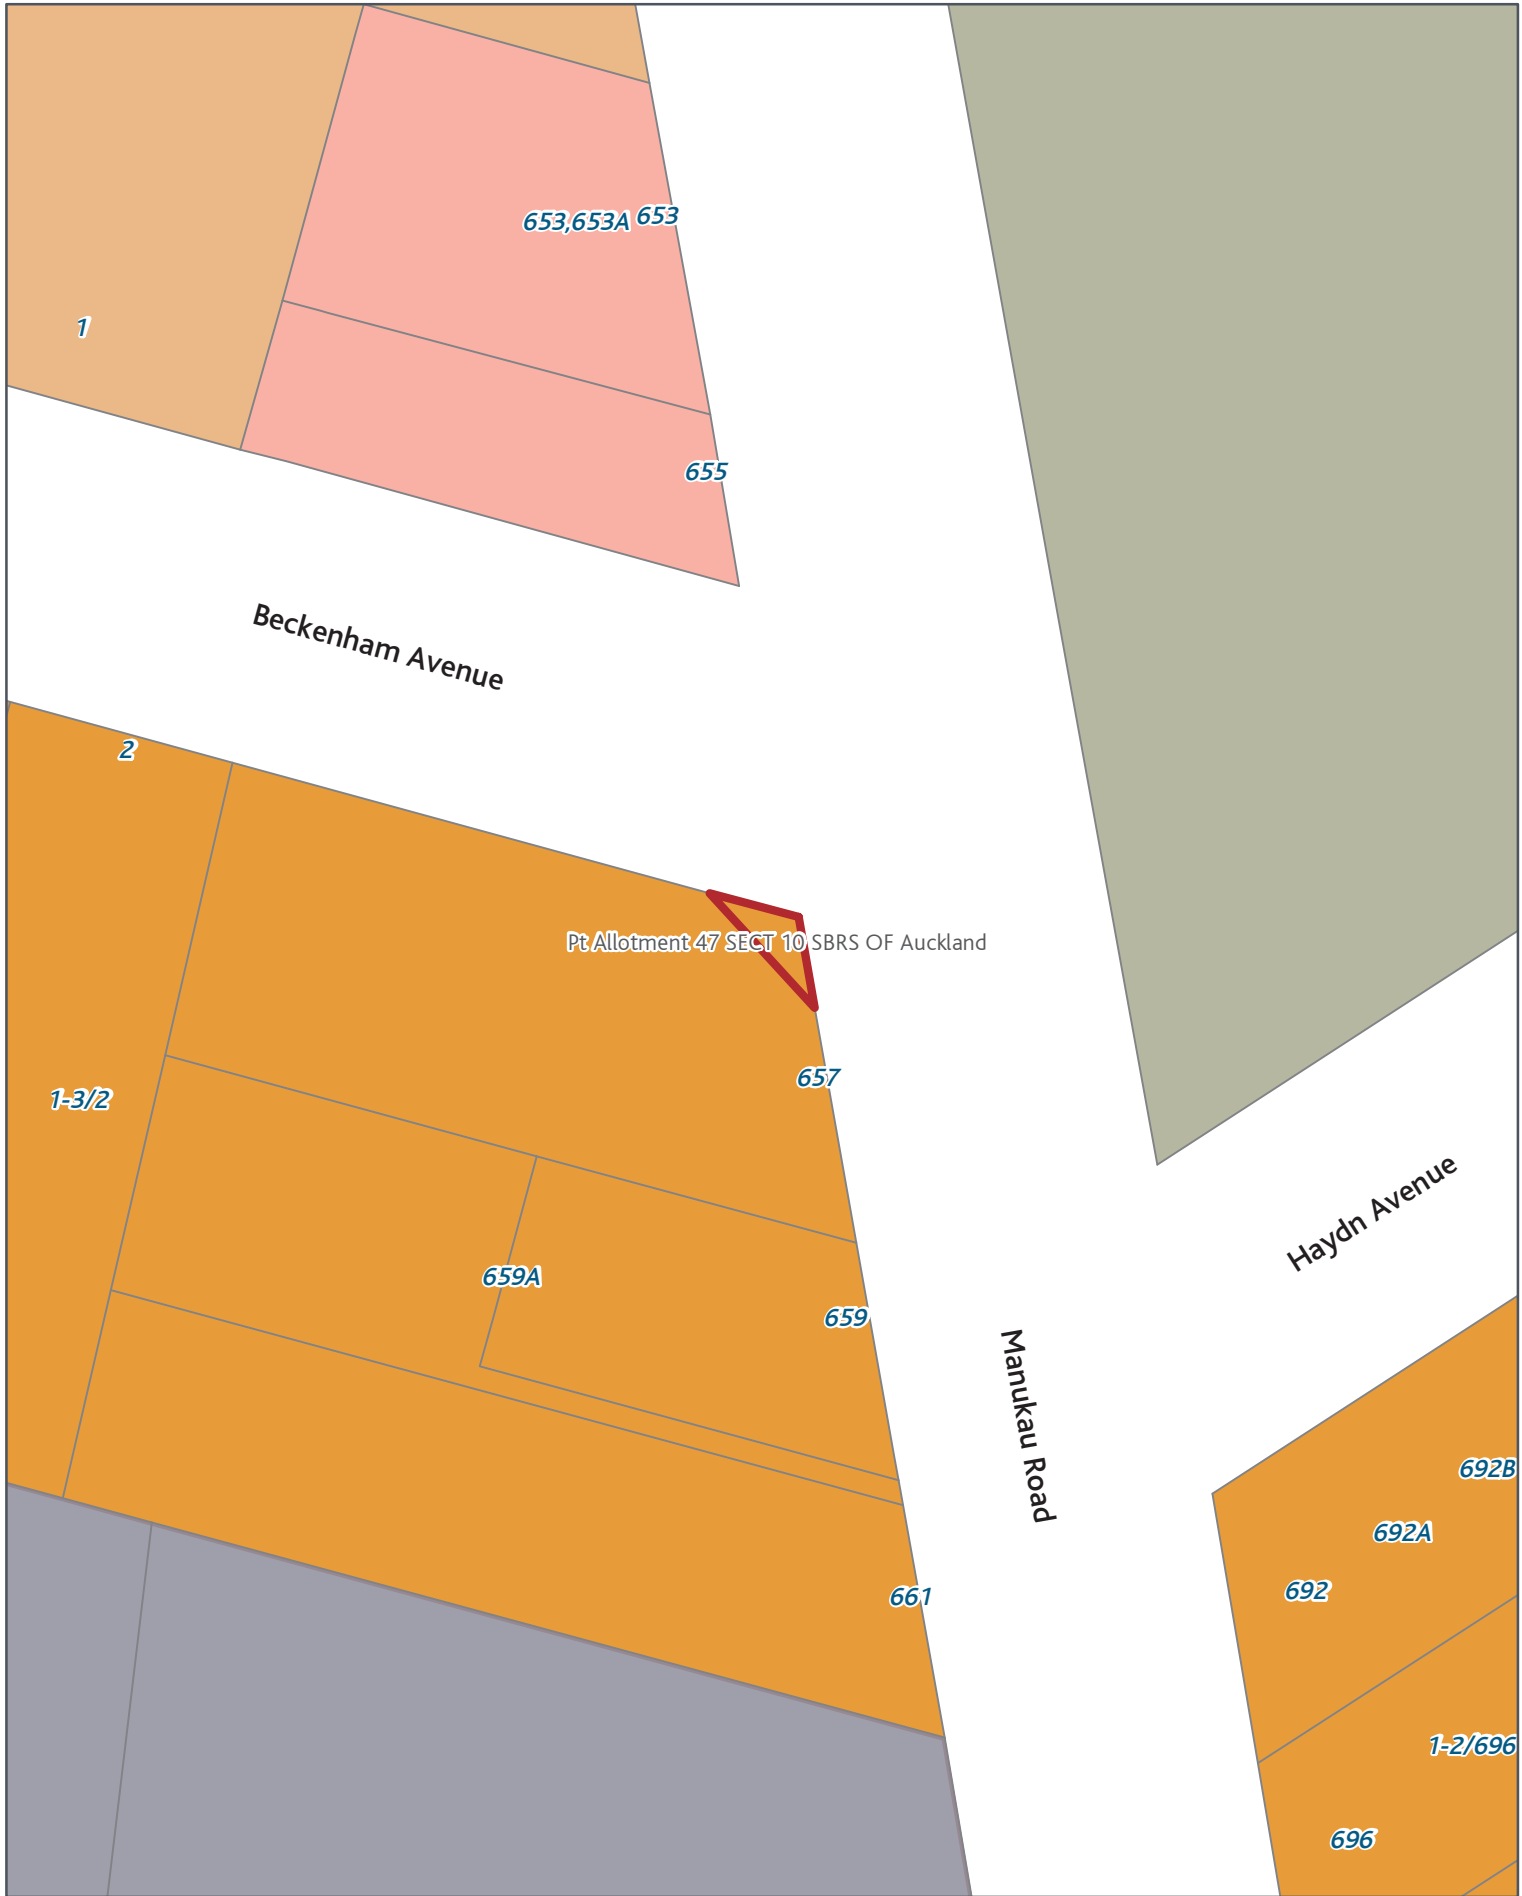 653,653A
653
1
655
Beckenham Avenue
2
Pt Allotment 47 SECT 10 SBRS OF Auckland
657
1-3/2
Haydn Avenue
659A
659
Manukau Road
692B
692A
692
661
1-2/696
696